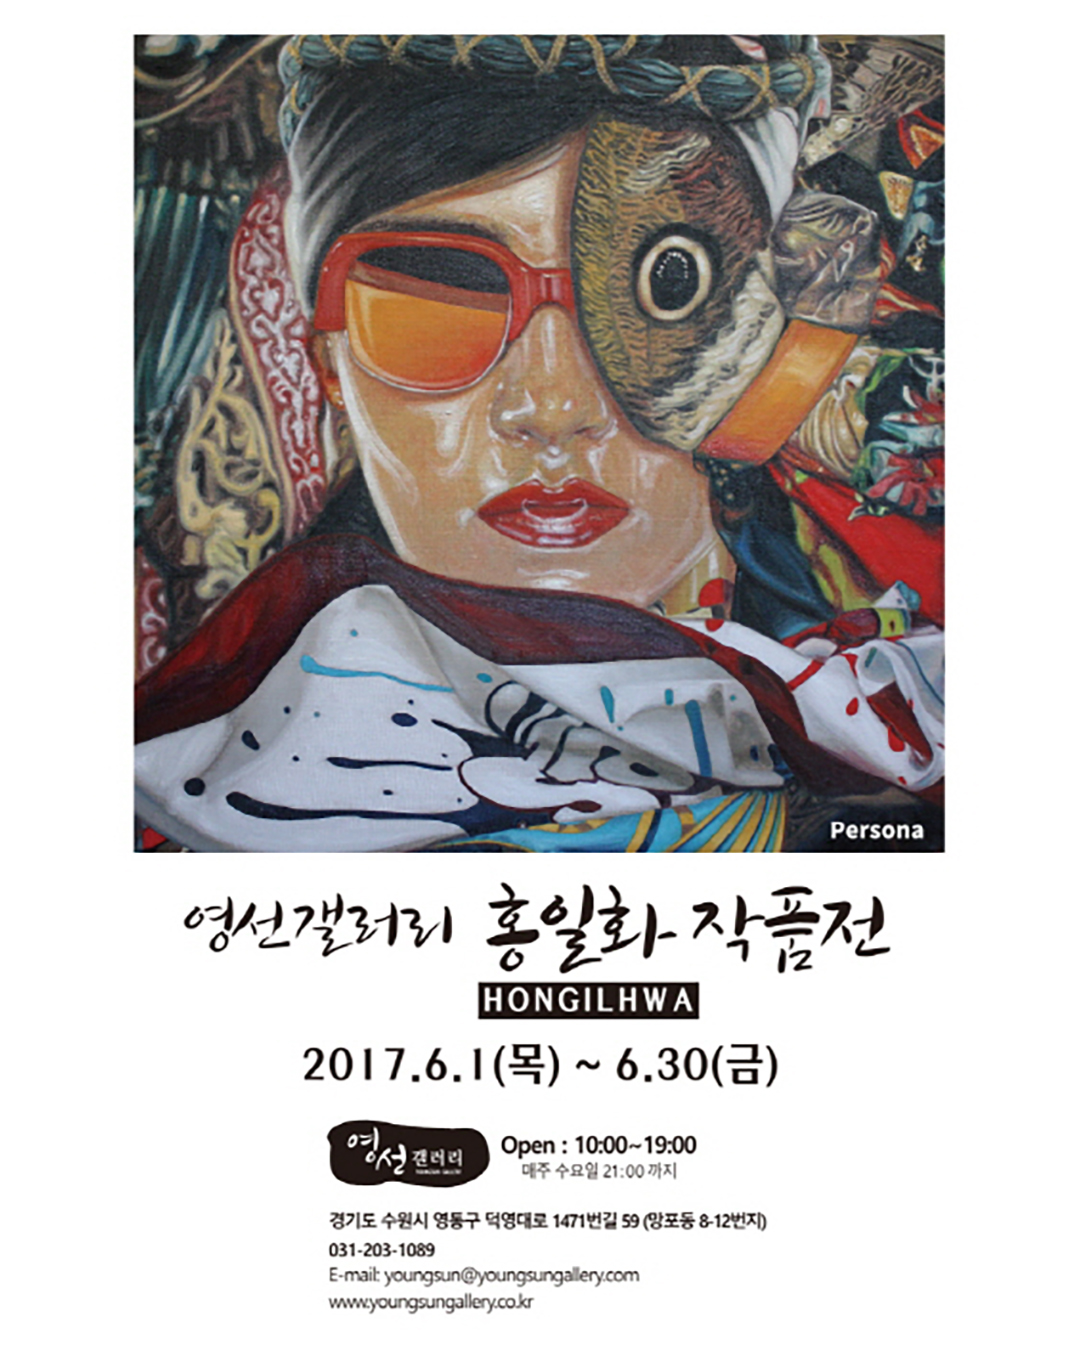 Persona
영선갤러리 홍일화 작품전
HONGILHWA
2017.6.1(목) ~ 6.30(금)
영선 갤러리
Open : 10:00~19:00
매주 수요일 21:00 까지
경기도 수원시 영통구 덕영대로 1471번길 59 (망포동 8-12번지)
031-203-1089
E-mail: youngsun@youngsungallery.com
www.youngsungallery.co.kr